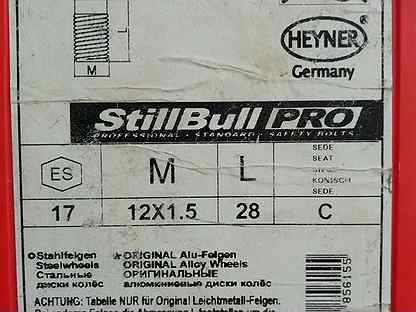 L
M
HEYNER
Germany
StillBull PRO
PROFESSIONAL • STANDARD • SAFETY BOLTS
ES
M
L
SEDE
SEAT
KONISCH
SEDE
17
12X1.5
28
C
Stahlfelgen
Steelwheels
Стальные
диски колёс
ORIGINAL Alu-Felgen
ORIGINAL Alloy Wheels
ОРИГИНАЛЬНЫЕ
алюминиевые диски колёс
856155
ACHTUNG: Tabelle NUR für Original Leichtmetall-Felgen.